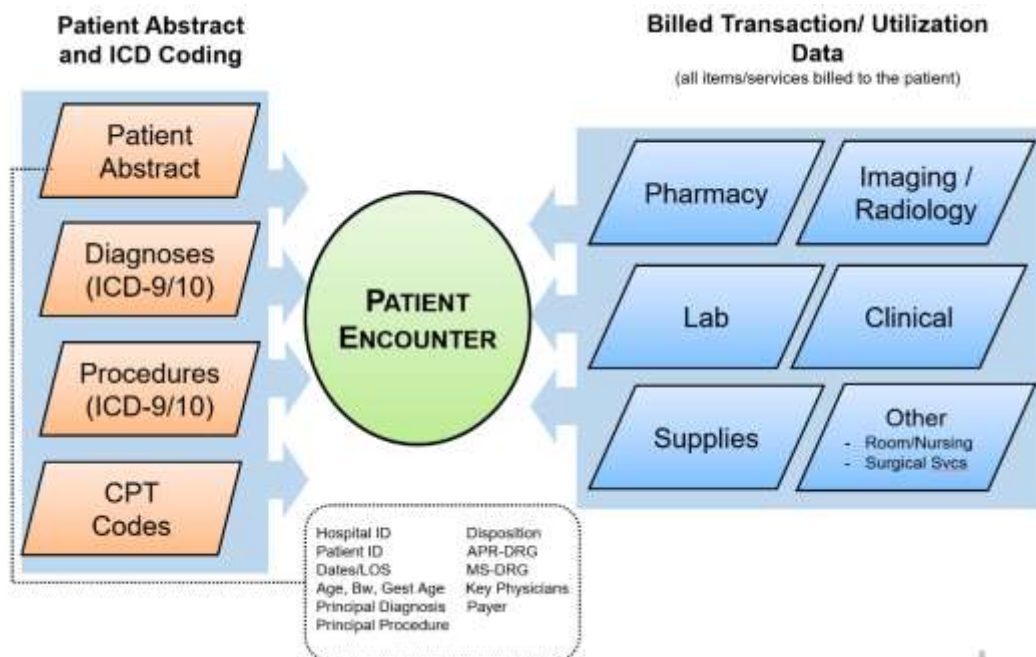 Patient Abstract
and ICD Coding
Billed Transaction/ Utilization
Data
(all items/services billed to the patient)
Patient
Abstract
Diagnoses
(ICD-9/10)
Procedures
(ICD-9/10)
CPT
Codes
PATIENT
ENCOUNTER
Pharmacy
Imaging /
Radiology
Lab
Clinical
Supplies
Other
- Room/Nursing
- Surgical Svcs
Hospital ID
Patient ID
Dates/LOS
Age, Bw, Gest Age
Principal Diagnosis
Principal Procedure
Disposition
APR-DRG
MS-DRG
Key Physicians
Payer